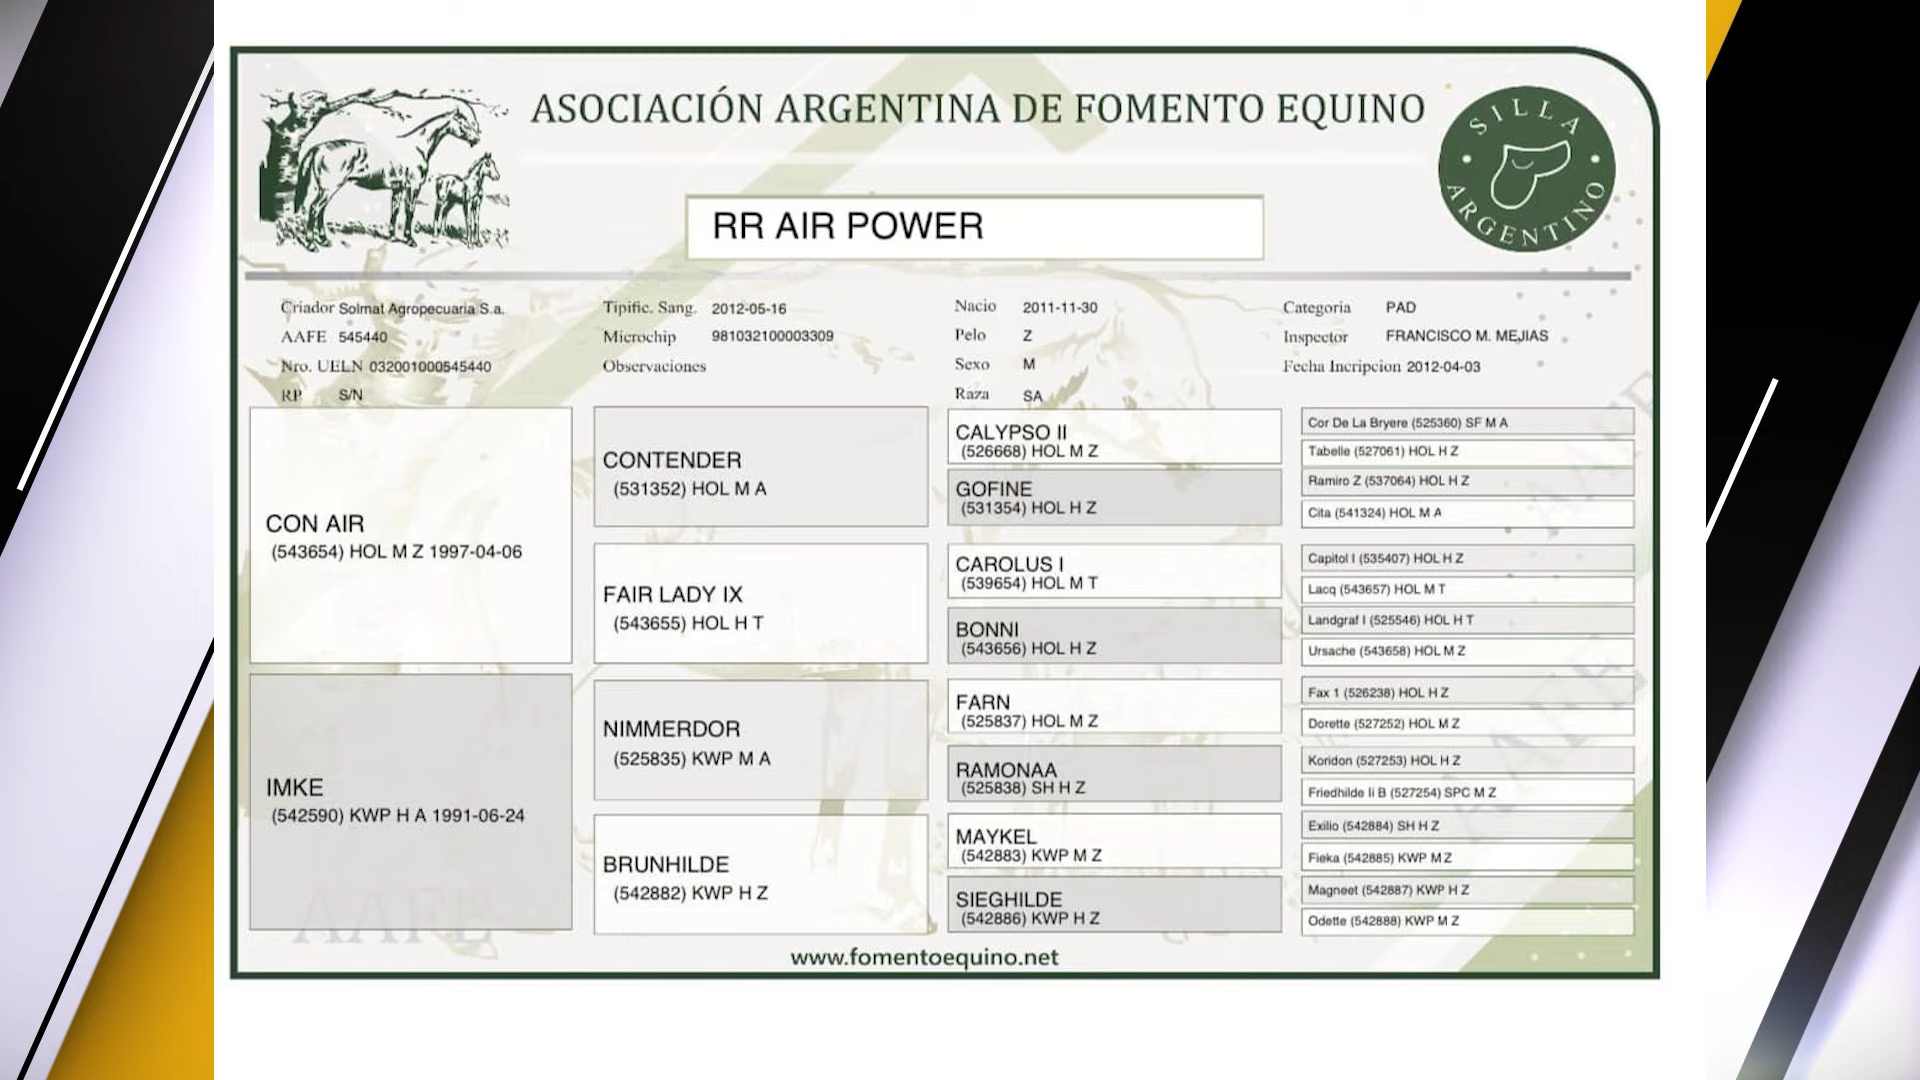 ASOCIACIÓN ARGENTINA DE FOMENTO EQUINO
SILLA ARGENTINO
RR AIR POWER
Criador Solmat Agropecuaria S.a.
AAFE 545440
Nro. UELN 032001000545440
RP S/N
Tipific. Sang. 2012-05-16
Microchip 981032100003309
Observaciones
Nacio 2011-11-30
Pelo Z
Sexo M
Raza SA
Categoria PAD
Inspector FRANCISCO M. MEJIAS
Fecha Incripcion 2012-04-03
CON AIR
(543654) HOL M Z 1997-04-06
IMKE
(542590) KWP H A 1991-06-24
CONTENDER
(531352) HOL M A
FAIR LADY IX
(543655) HOL H T
NIMMERDOR
(525835) KWP M A
BRUNHILDE
(542882) KWP H Z
CALYPSO II
(526668) HOL M Z
GOFINE
(531354) HOL H Z
CAROLUS I
(539654) HOL M T
BONNI
(543656) HOL H Z
FARN
(525837) HOL M Z
RAMONAA
(525838) SH H Z
MAYKEL
(542883) KWP M Z
SIEGHILDE
(542886) KWP H Z
Cor De La Bryere (525360) SF M A
Tabelle (527061) HOL H Z
Ramiro Z (537064) HOL H Z
Cita (541324) HOL M A
Capitol I (535407) HOL H Z
Lacq (543657) HOL M T
Landgraf I (525546) HOL H T
Ursache (543658) HOL M Z
Fax 1 (526238) HOL H Z
Dorette (527252) HOL M Z
Koridon (527253) HOL H Z
Friedhilde Ii B (527254) SPC M Z
Exilio (542884) SH H Z
Fieka (542885) KWP M Z
Magneet (542887) KWP H Z
Odette (542888) KWP M Z
AAFE
AAFE
AAFE
www.fomentoequino.net